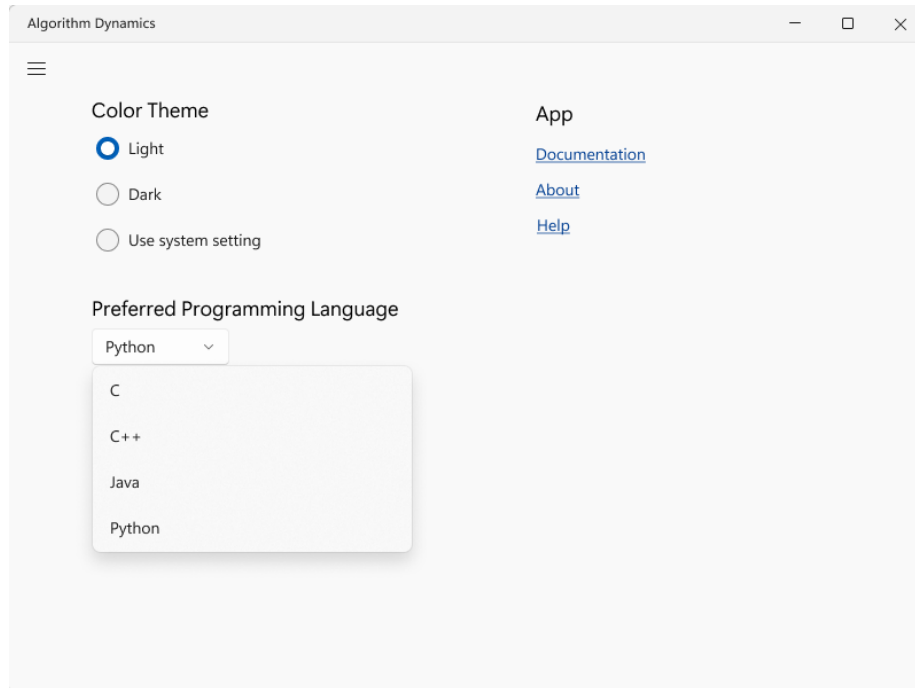 Algorithm Dynamics
Color Theme
Light
Dark
Use system setting
App
Documentation
About
Help
Preferred Programming Language
Python
C
C++
Java
Python